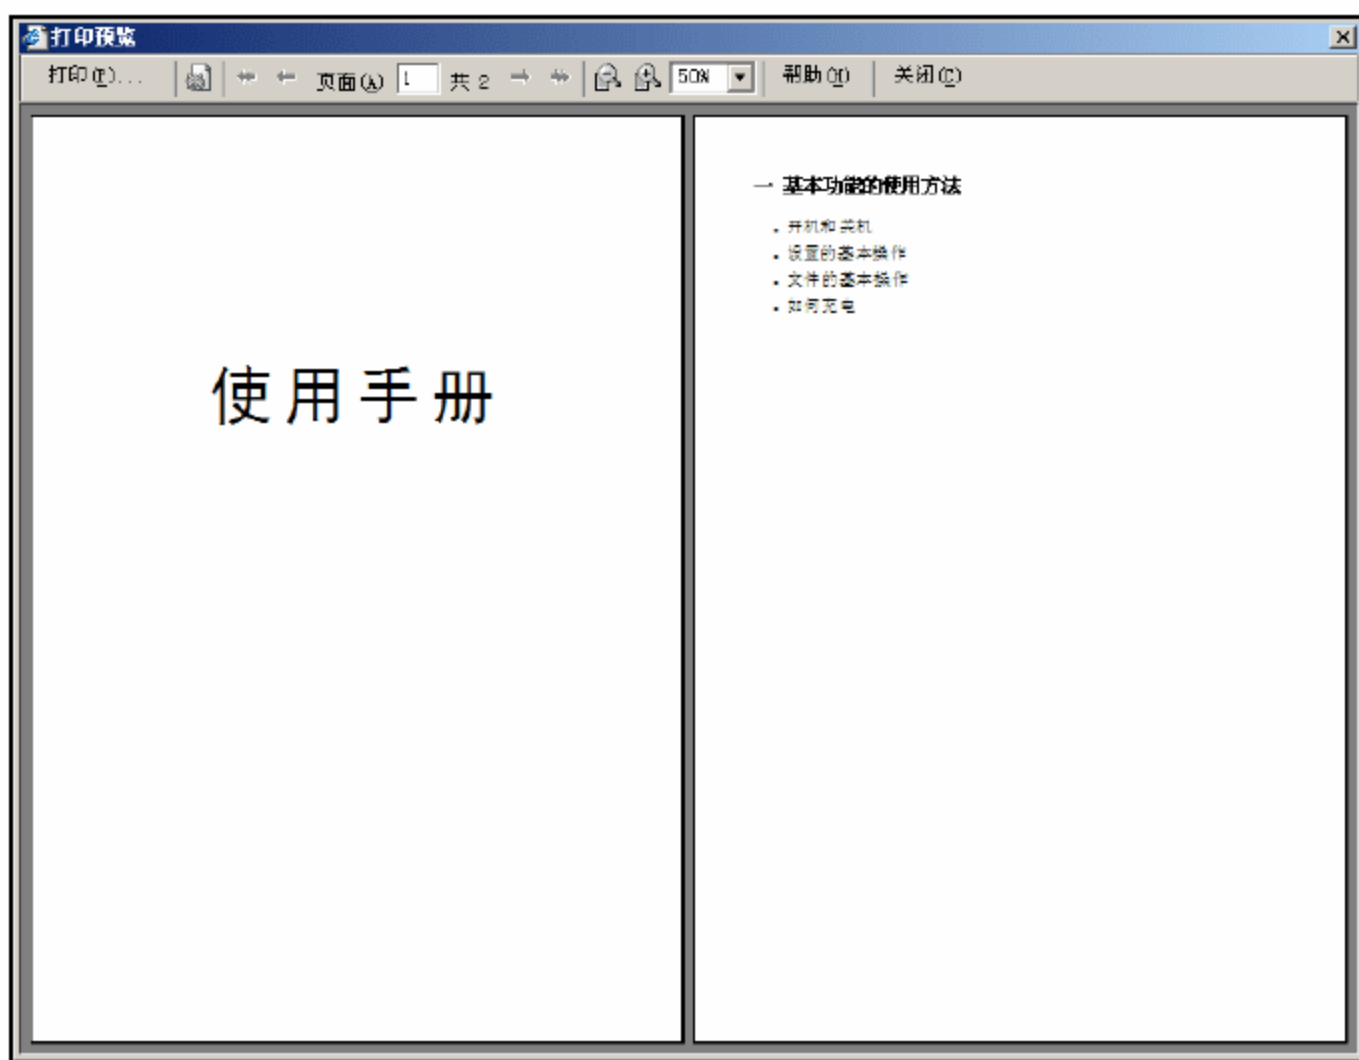 打印预览
打印(P)... 页面(A) 1 共 2 50% 帮助(H) 关闭(C)
使用手册
一 基本功能的使用方法
. 开机和关机
. 设置的基本操作
. 文件的基本操作
. 如何充电